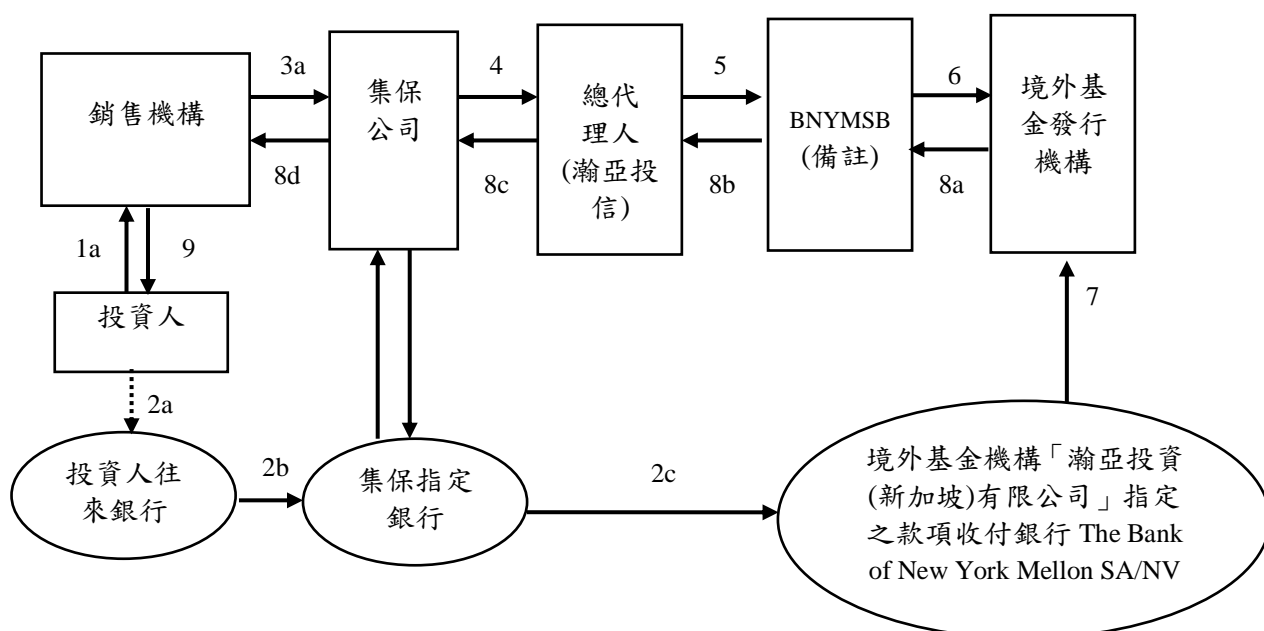 3a
4
5
6
銷售機構
集保
公司
總代
理人
(瀚亞投
信)
BNYMSB
(備註)
境外基
金發行
機構
8d
8c
8b
8a
1a
9
7
投資人
2a
投資人往
來銀行
2b
集保指定
銀行
2c
境外基金機構「瀚亞投資
(新加坡)有限公司」指定
之款項收付銀行 The Bank
of New York Mellon SA/NV